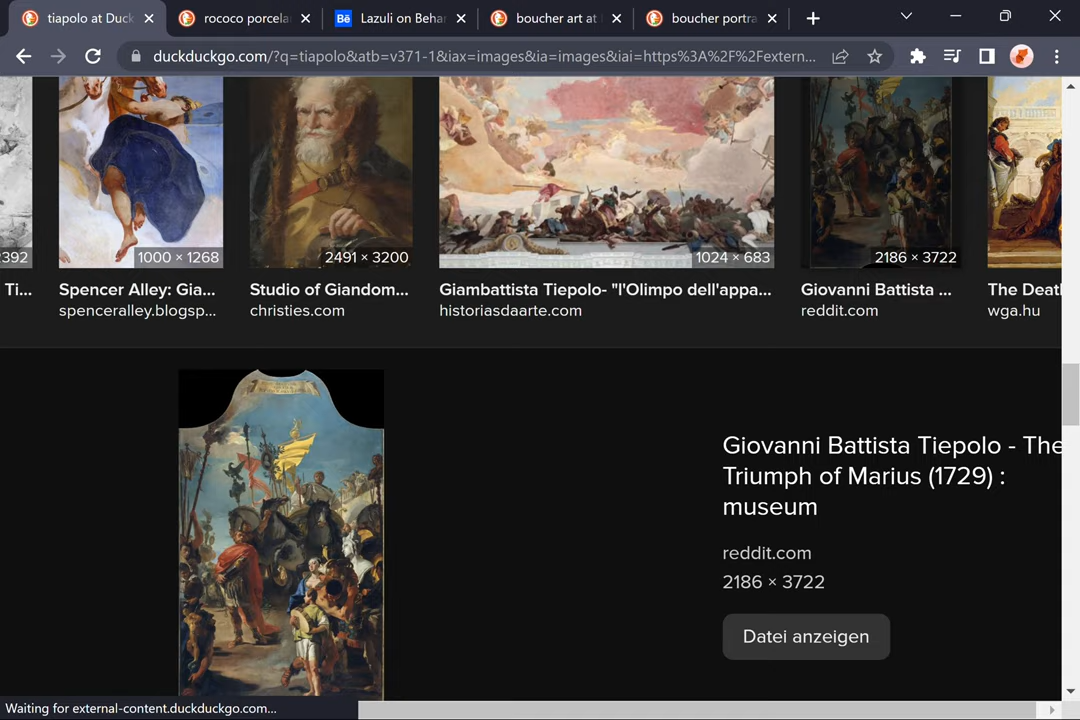 tiapolo at Duck
rococo porcela
Bē
Lazuli on Beha
boucher art at
boucher portra
duckduckgo.com/?q=tiapolo&atb=v371-1&iax=images&ia=images&iai=https%3A%2F%2Fextern...
2392
1000 × 1268
2491 × 3200
1024 × 683
2186 × 3722
Ti...
Spencer Alley: Gia...
Studio of Giandom...
Giambattista Tiepolo- "l'Olimpo dell'appa...
Giovanni Battista ...
The Deat
spenceralley.blogsp...
christies.com
historiasdaarte.com
reddit.com
wga.hu
Giovanni Battista Tiepolo - The
Triumph of Marius (1729) :
museum
reddit.com
2186 × 3722
Datei anzeigen
Waiting for external-content.duckduckgo.com...